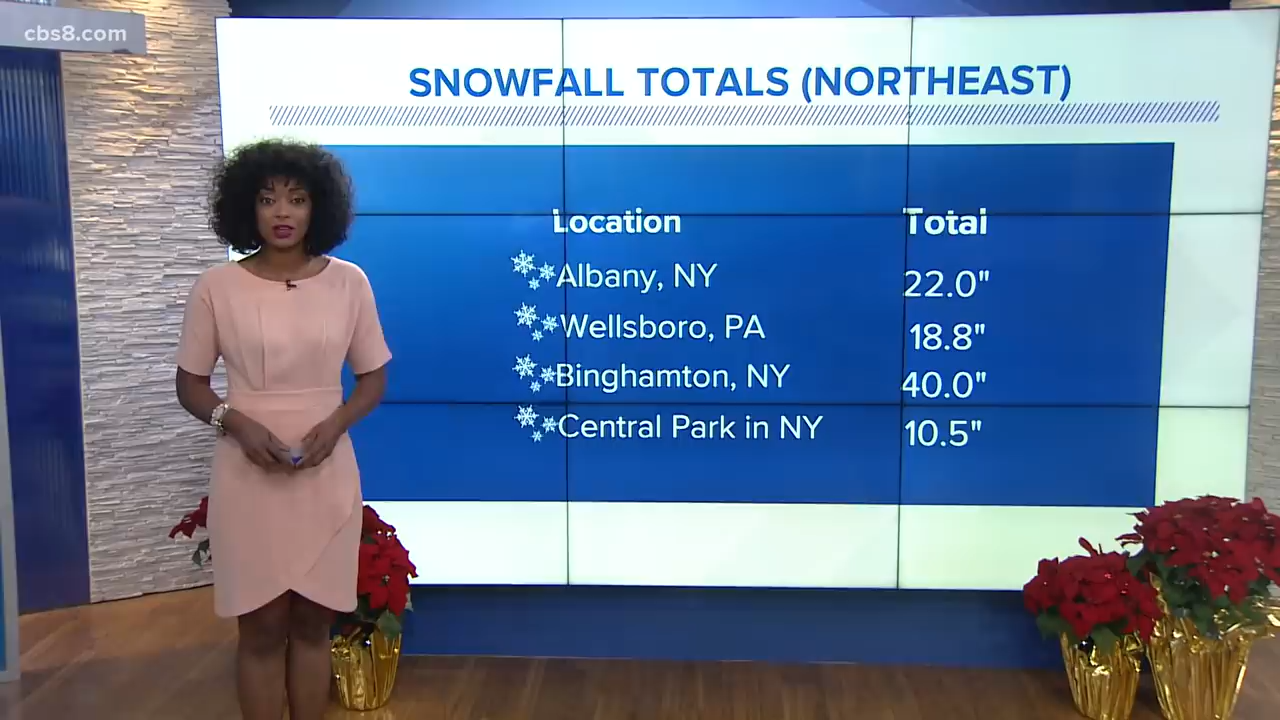 cbs8.com
SNOWFALL TOTALS (NORTHEAST)
Location Total
Albany, NY 22.0"
Wellsboro, PA 18.8"
Binghamton, NY 40.0"
Central Park in NY 10.5"